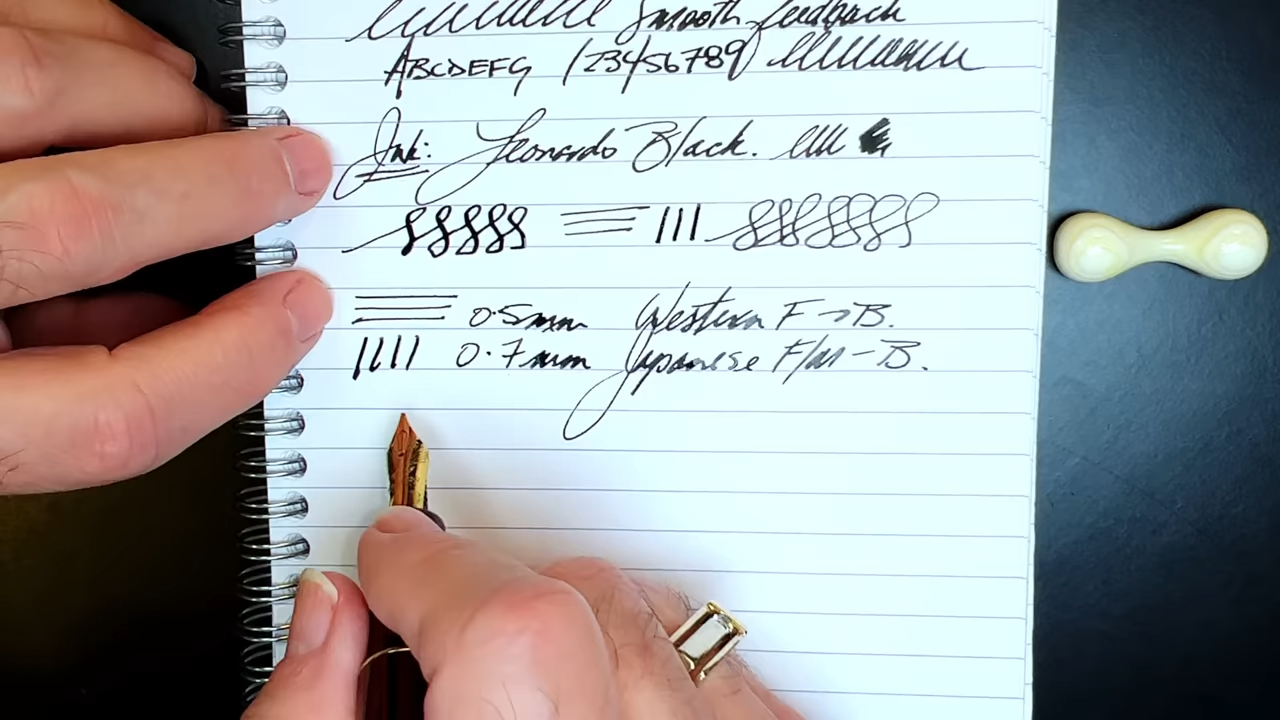 Smooth feedback
ABCDEFG 123456789
Ink: Leonardo Black.
0.5mm Western F → B.
0.7mm Japanese F/M - B.